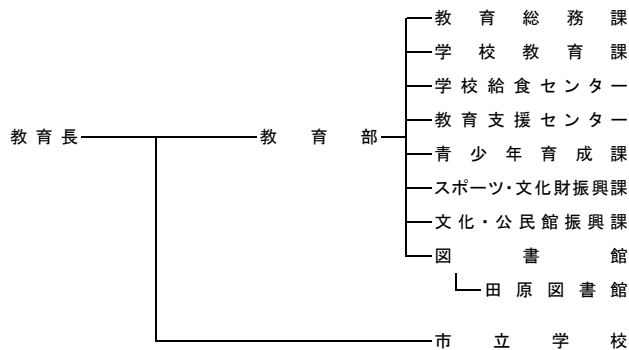 教育総務課
学校教育課
学校給食センター
教育支援センター
教育長
教育部
青少年育成課
スポーツ・文化財振興課
文化・公民館振興課
図書館
田原図書館
市立学校